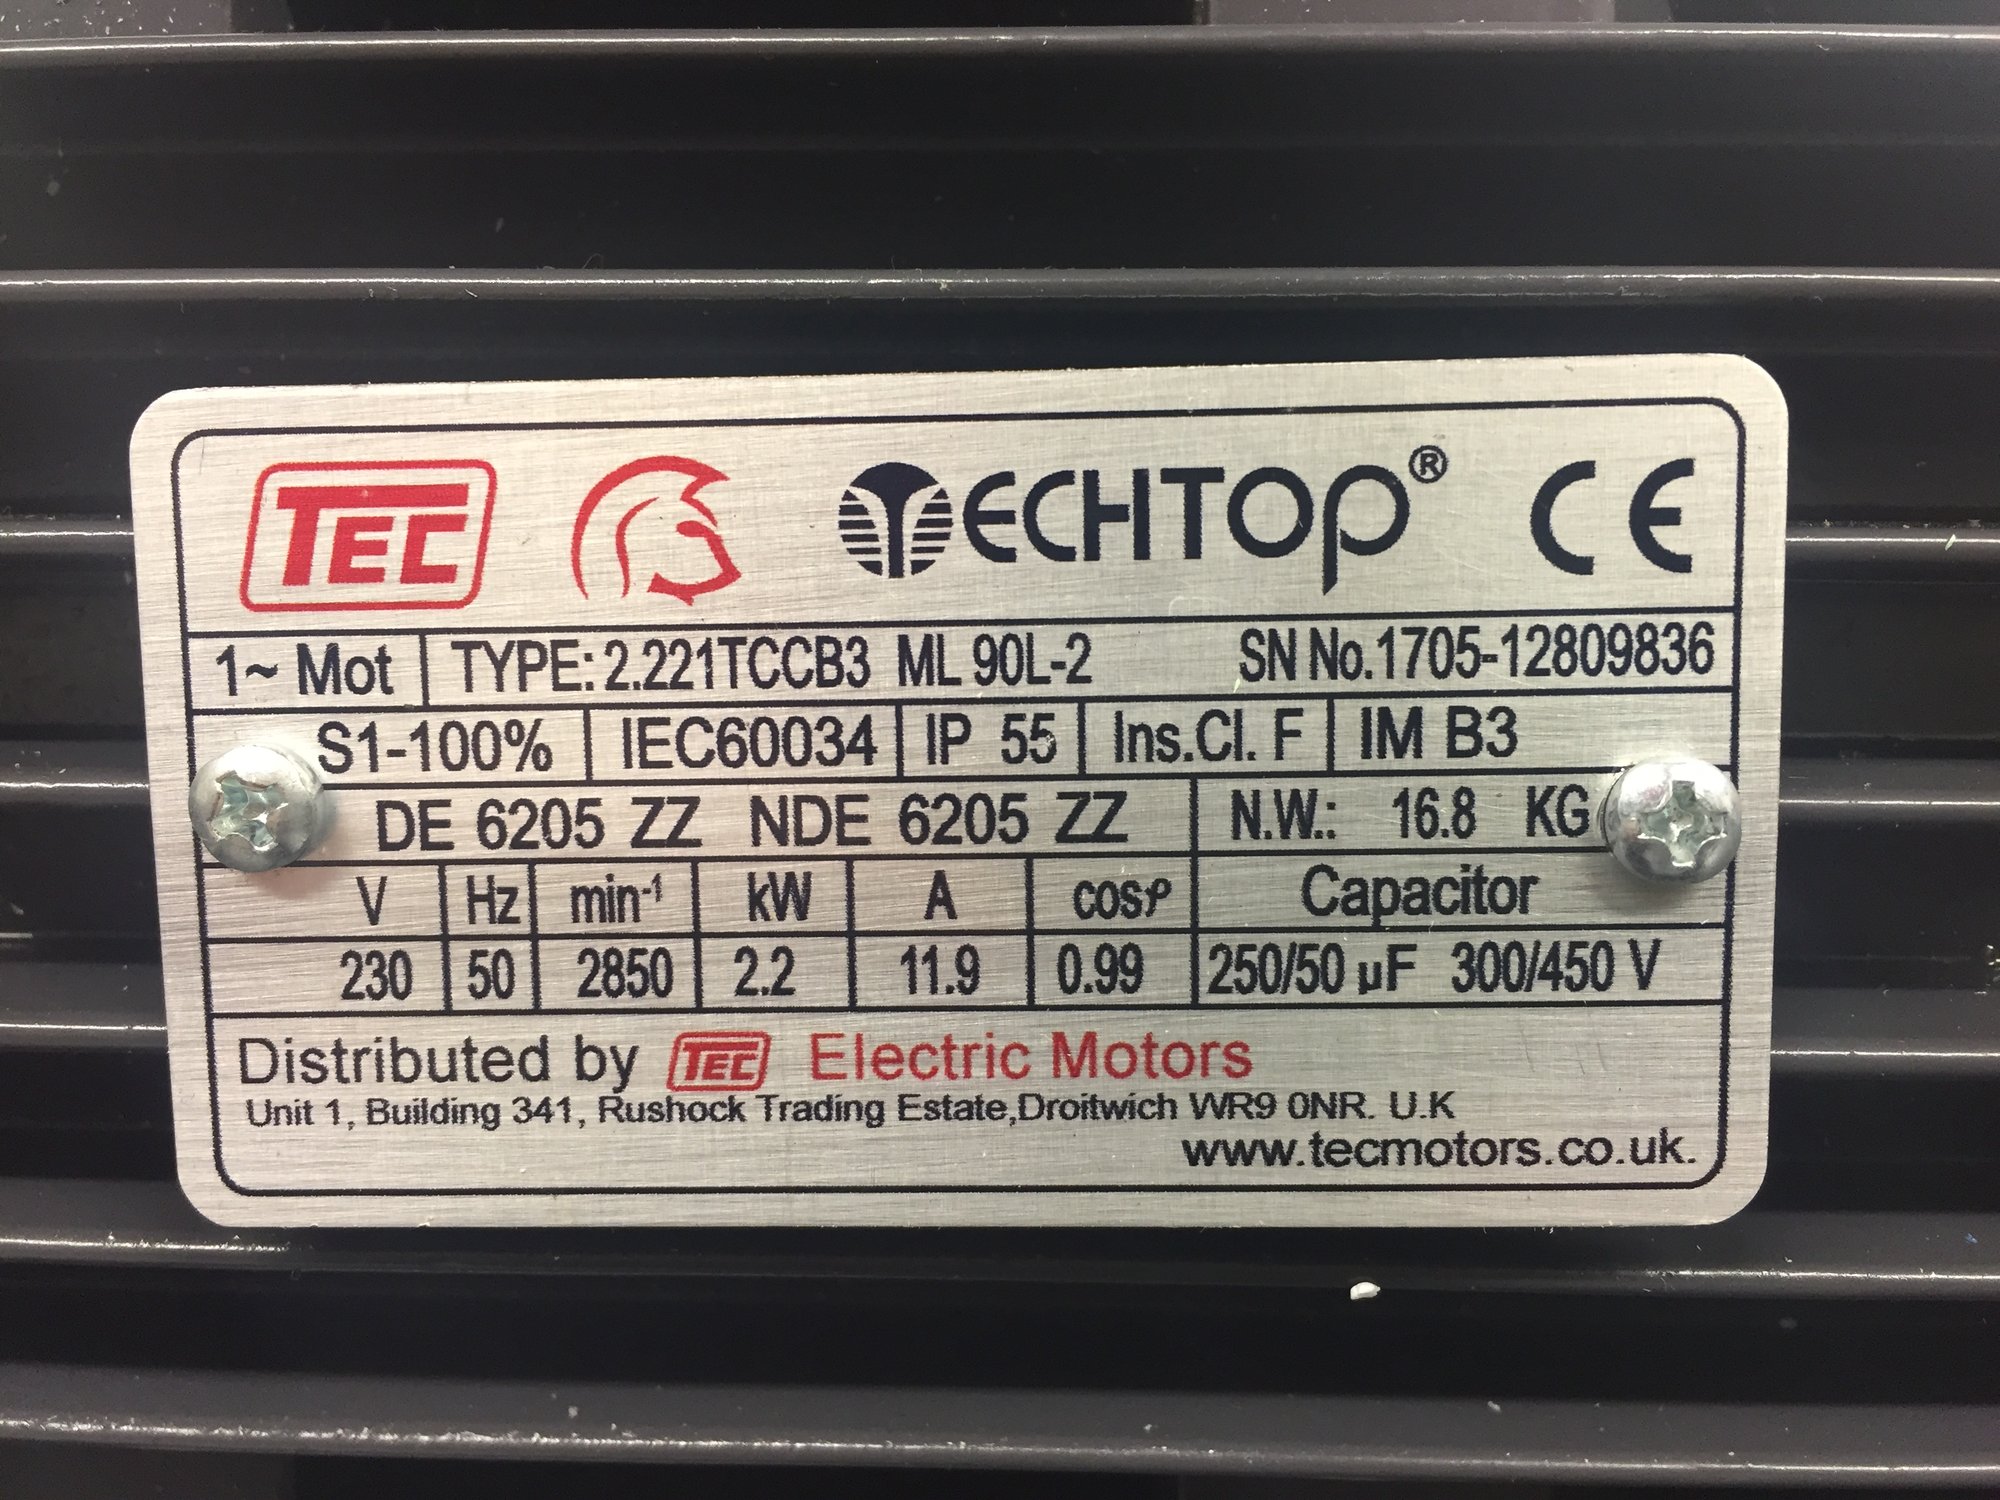 TEC TECHTOP® CE
1~ Mot TYPE: 2.221TCCB3 ML 90L-2 SN No.1705-12809836
S1-100% IEC60034 IP 55 Ins.Cl. F IM B3
DE 6205 ZZ NDE 6205 ZZ N.W.: 16.8 KG
V Hz min-1 kW A cosφ Capacitor
230 50 2850 2.2 11.9 0.99 250/50 µF 300/450 V
Distributed by TEC Electric Motors
Unit 1, Building 341, Rushock Trading Estate,Droitwich WR9 0NR. U.K
www.tecmotors.co.uk.